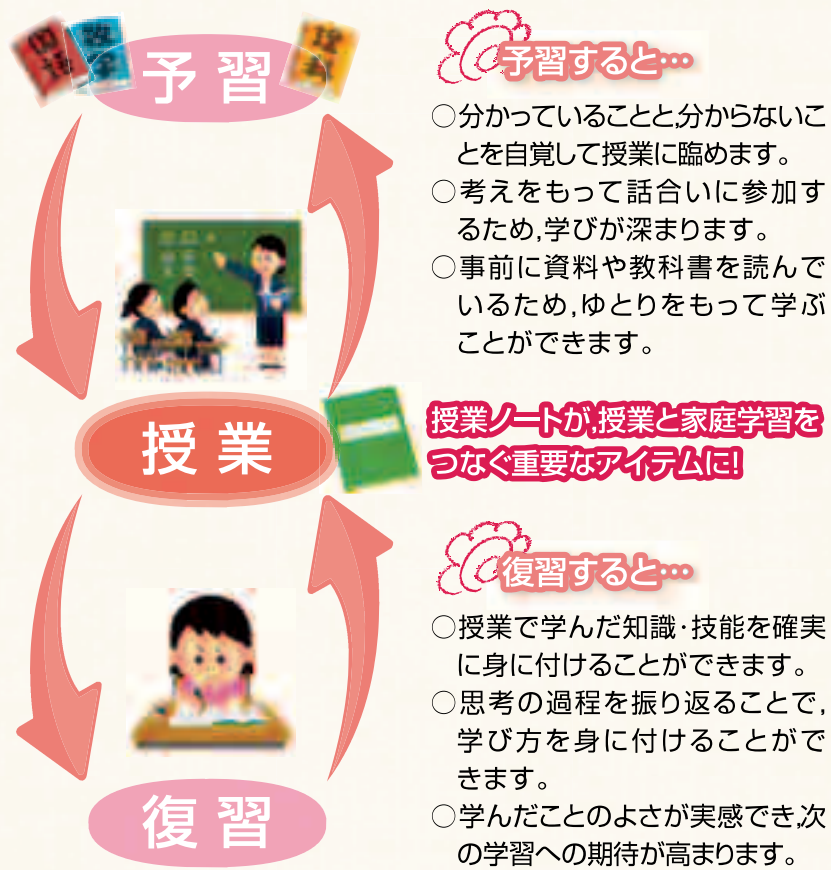 国語
数学
理科
予習
予習すると…
○分かっていることと,分からないこ
とを自覚して授業に臨めます。
○考えをもって話合いに参加す
るため,学びが深まります。
○事前に資料や教科書を読んで
いるため,ゆとりをもって学ぶ
ことができます。
授業
授業ノートが,授業と家庭学習を
つなぐ重要なアイテムに!
復習すると…
○授業で学んだ知識・技能を確実
に身に付けることができます。
○思考の過程を振り返ることで,
学び方を身に付けることがで
きます。
○学んだことのよさが実感でき,次
の学習への期待が高まります。
復習